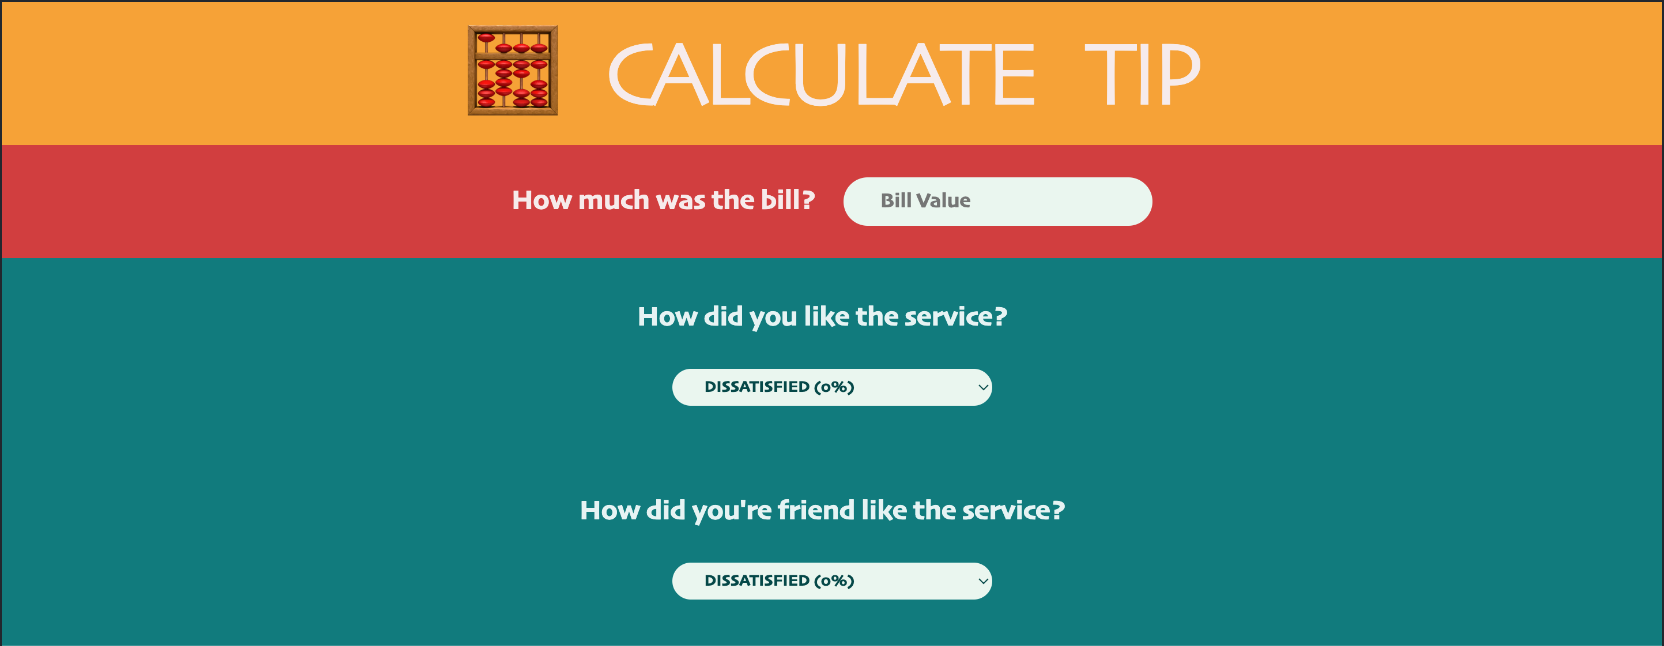 CALCULATE TIP
How much was the bill? Bill Value
How did you like the service?
DISSATISFIED (0%)
How did you're friend like the service?
DISSATISFIED (0%)